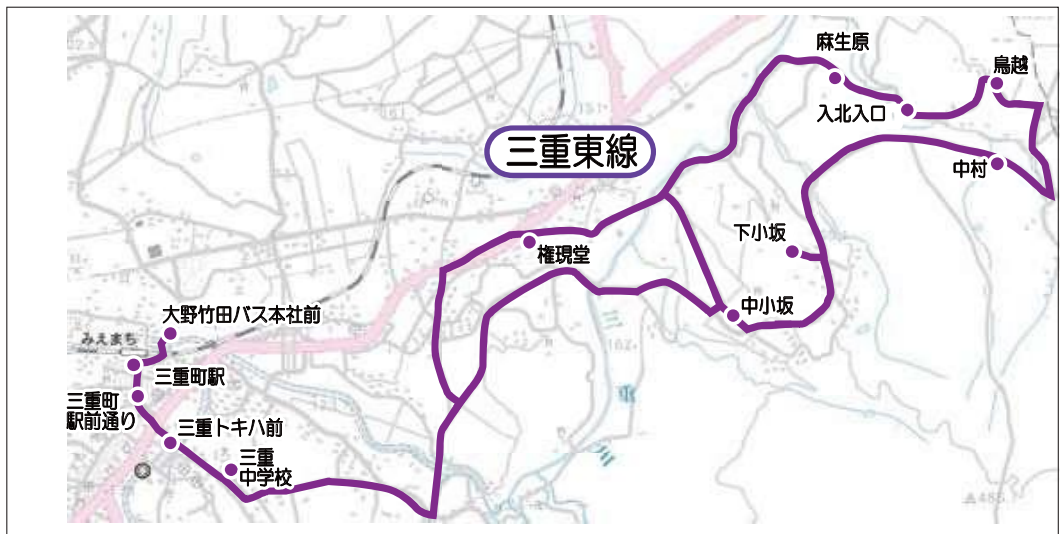 麻生原
鳥越
入北入口
三重東線
中村
下小坂
権現堂
中小坂
大野竹田バス本社前
みえまち
三重町駅
三重町
駅前通り
三重トキハ前
三重
中学校
三重川